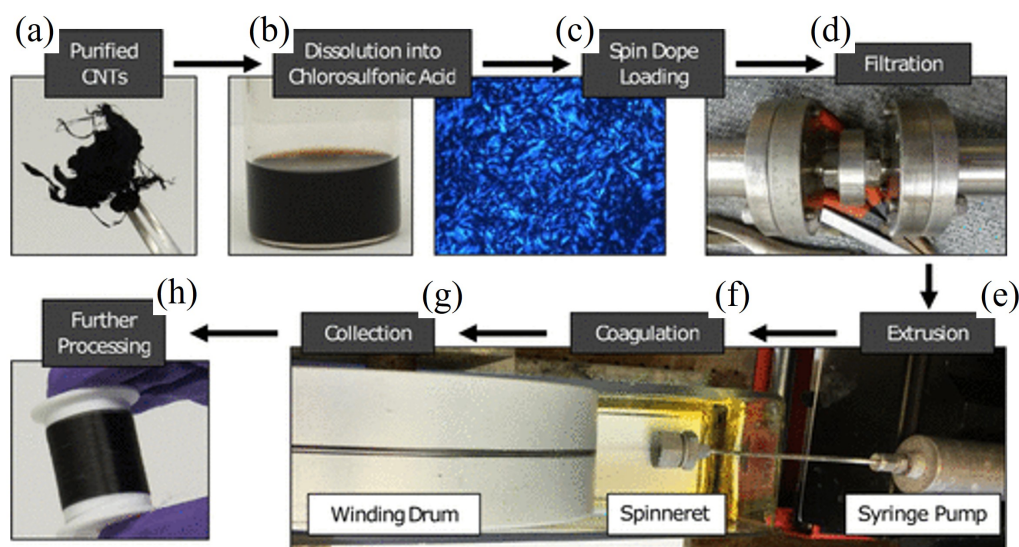 (a)
Purified
CNTs
(b)
Dissolution into
Chlorosulfonic Acid
(c)
Spin Dope
Loading
(d)
Filtration
(h)
Further
Processing
(g)
Collection
(f)
Coagulation
(e)
Extrusion
Winding Drum
Spinneret
Syringe Pump